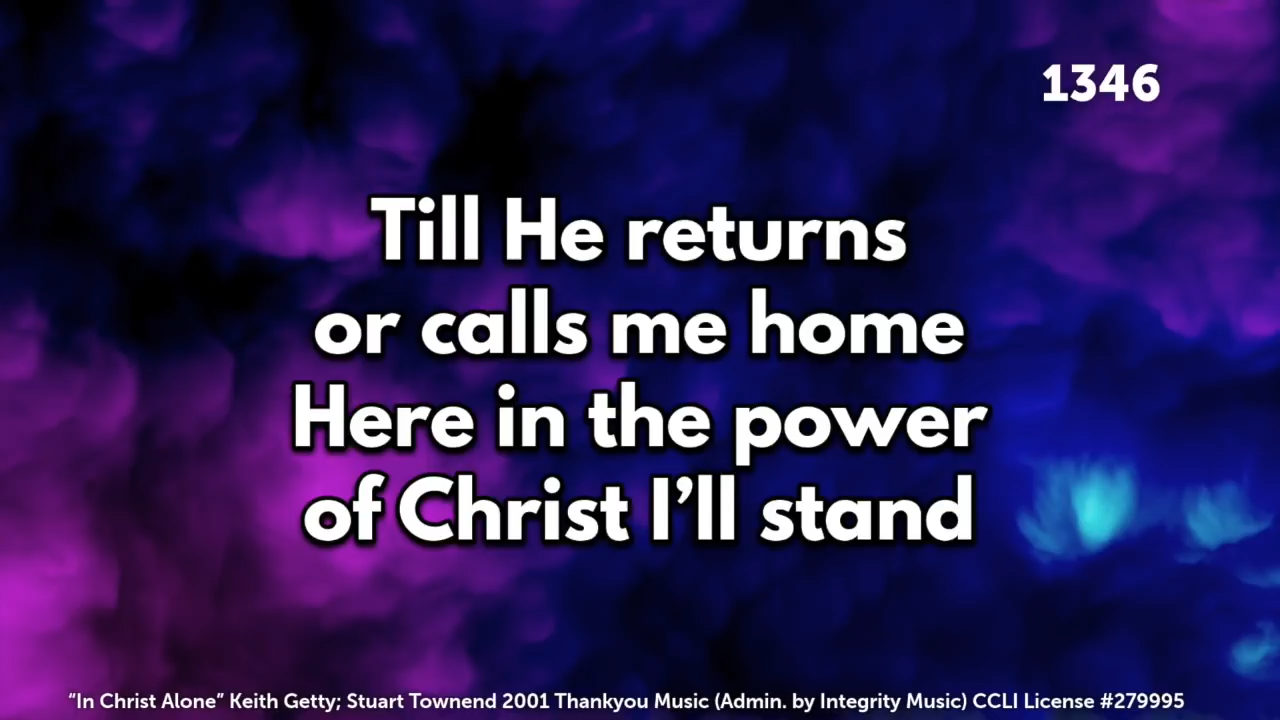 1346
Till He returns
or calls me home
Here in the power
of Christ I’ll stand
“In Christ Alone” Keith Getty; Stuart Townend 2001 Thankyou Music (Admin. by Integrity Music) CCLI License #279995